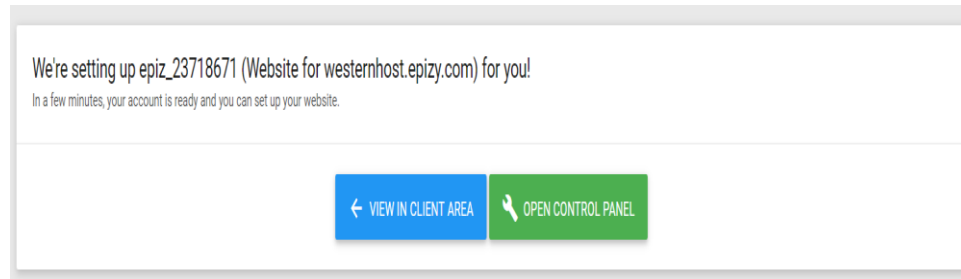 We're setting up epiz_23718671 (Website for westernhost.epizy.com) for you!
In a few minutes, your account is ready and you can set up your website.
VIEW IN CLIENT AREA
OPEN CONTROL PANEL